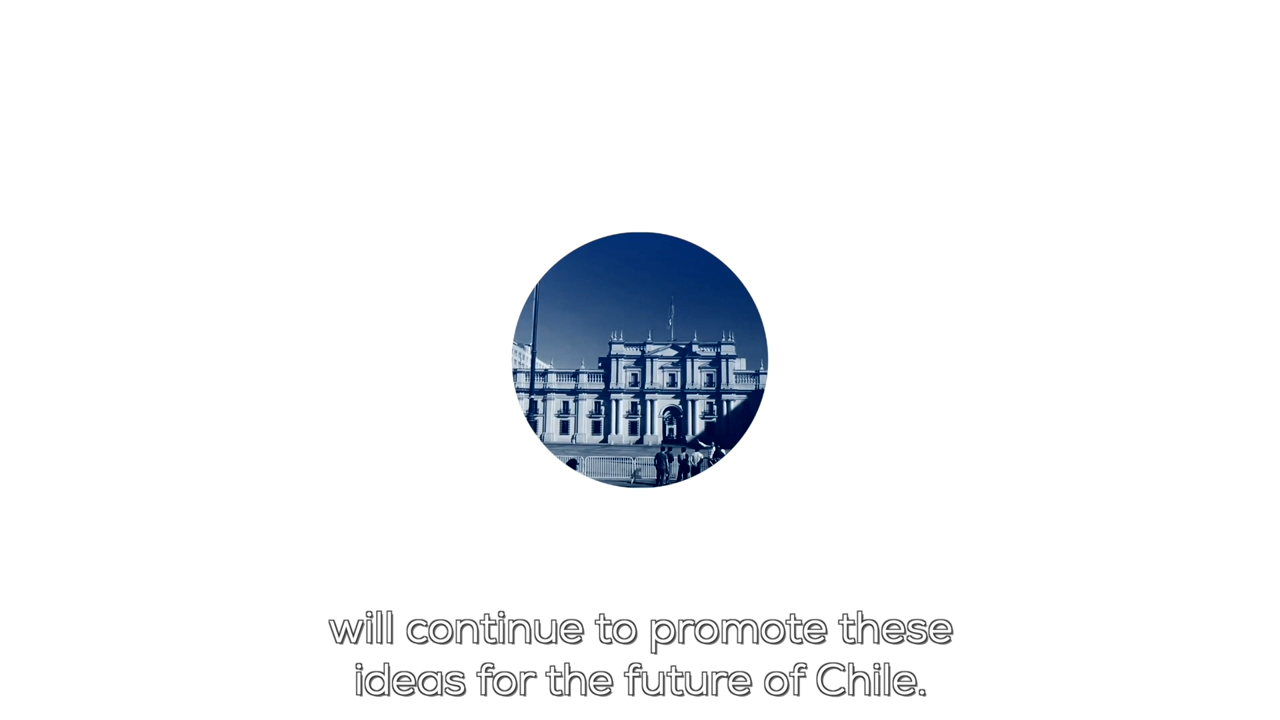 will continue to promote these
ideas for the future of Chile.